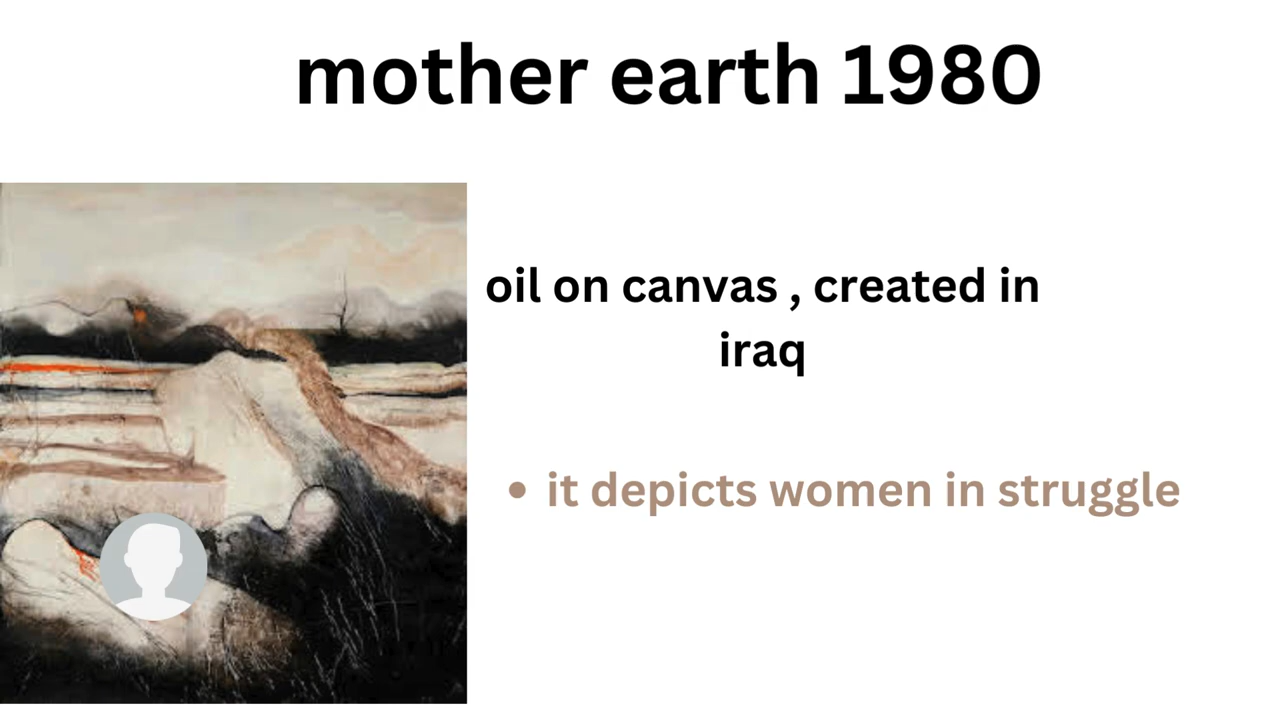 mother earth 1980
oil on canvas , created in
iraq
• it depicts women in struggle